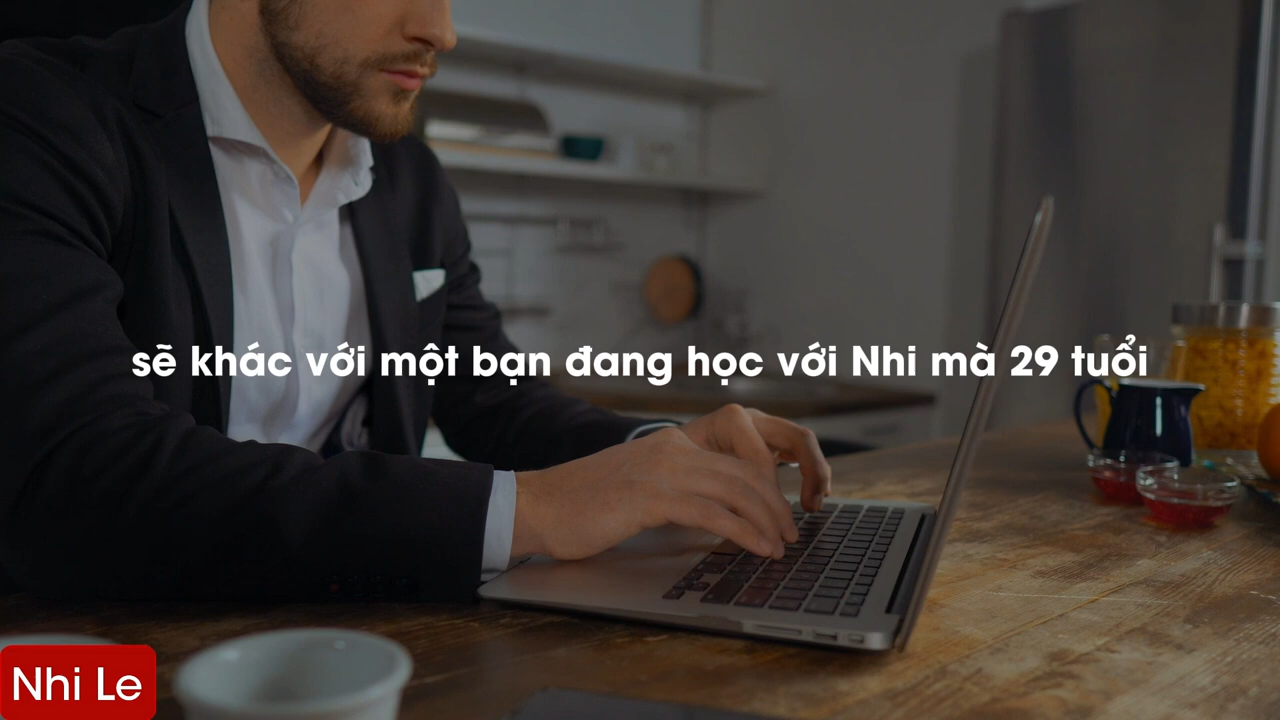 sẽ khác với một bạn đang học với Nhi mà 29 tuổi
Nhi Le